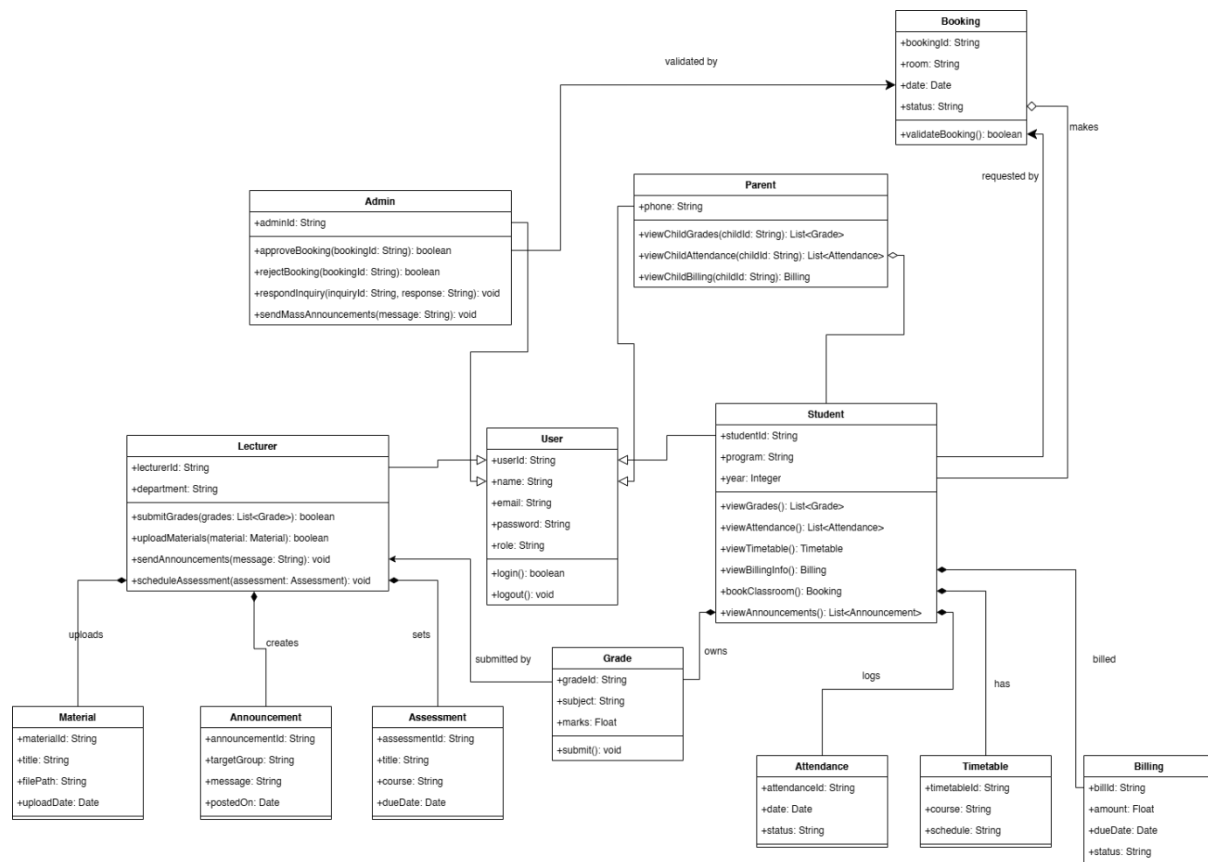 Booking
+bookingId: String
+room: String
+date: Date
+status: String
+validateBooking(): boolean
validated by
makes
requested by
Parent
+phone: String
+viewChildGrades(childId: String): List<Grade>
+viewChildAttendance(childId: String): List<Attendance>
+viewChildBilling(childId: String): Billing
Admin
+adminId: String
+approveBooking(bookingId: String): boolean
+rejectBooking(bookingId: String): boolean
+respondInquiry(inquiryId: String, response: String): void
+sendMassAnnouncements(message: String): void
Student
+studentId: String
+program: String
+year: Integer
+viewGrades(): List<Grade>
+viewAttendance(): List<Attendance>
+viewTimetable(): Timetable
+viewBillingInfo(): Billing
+bookClassroom(): Booking
+viewAnnouncements(): List<Announcement>
User
+userId: String
+name: String
+email: String
+password: String
+role: String
+login(): boolean
+logout(): void
Lecturer
+lecturerId: String
+department: String
+submitGrades(grades: List<Grade>): boolean
+uploadMaterials(material: Material): boolean
+sendAnnouncements(message: String): void
+scheduleAssessment(assessment: Assessment): void
uploads
creates
sets
submitted by
owns
logs
has
billed
Grade
+gradeId: String
+subject: String
+marks: Float
+submit(): void
Material
+materialId: String
+title: String
+filePath: String
+uploadDate: Date
Announcement
+announcementId: String
+targetGroup: String
+message: String
+postedOn: Date
Assessment
+assessmentId: String
+title: String
+course: String
+dueDate: Date
Attendance
+attendanceId: String
+date: Date
+status: String
Timetable
+timetableId: String
+course: String
+schedule: String
Billing
+billId: String
+amount: Float
+dueDate: Date
+status: String